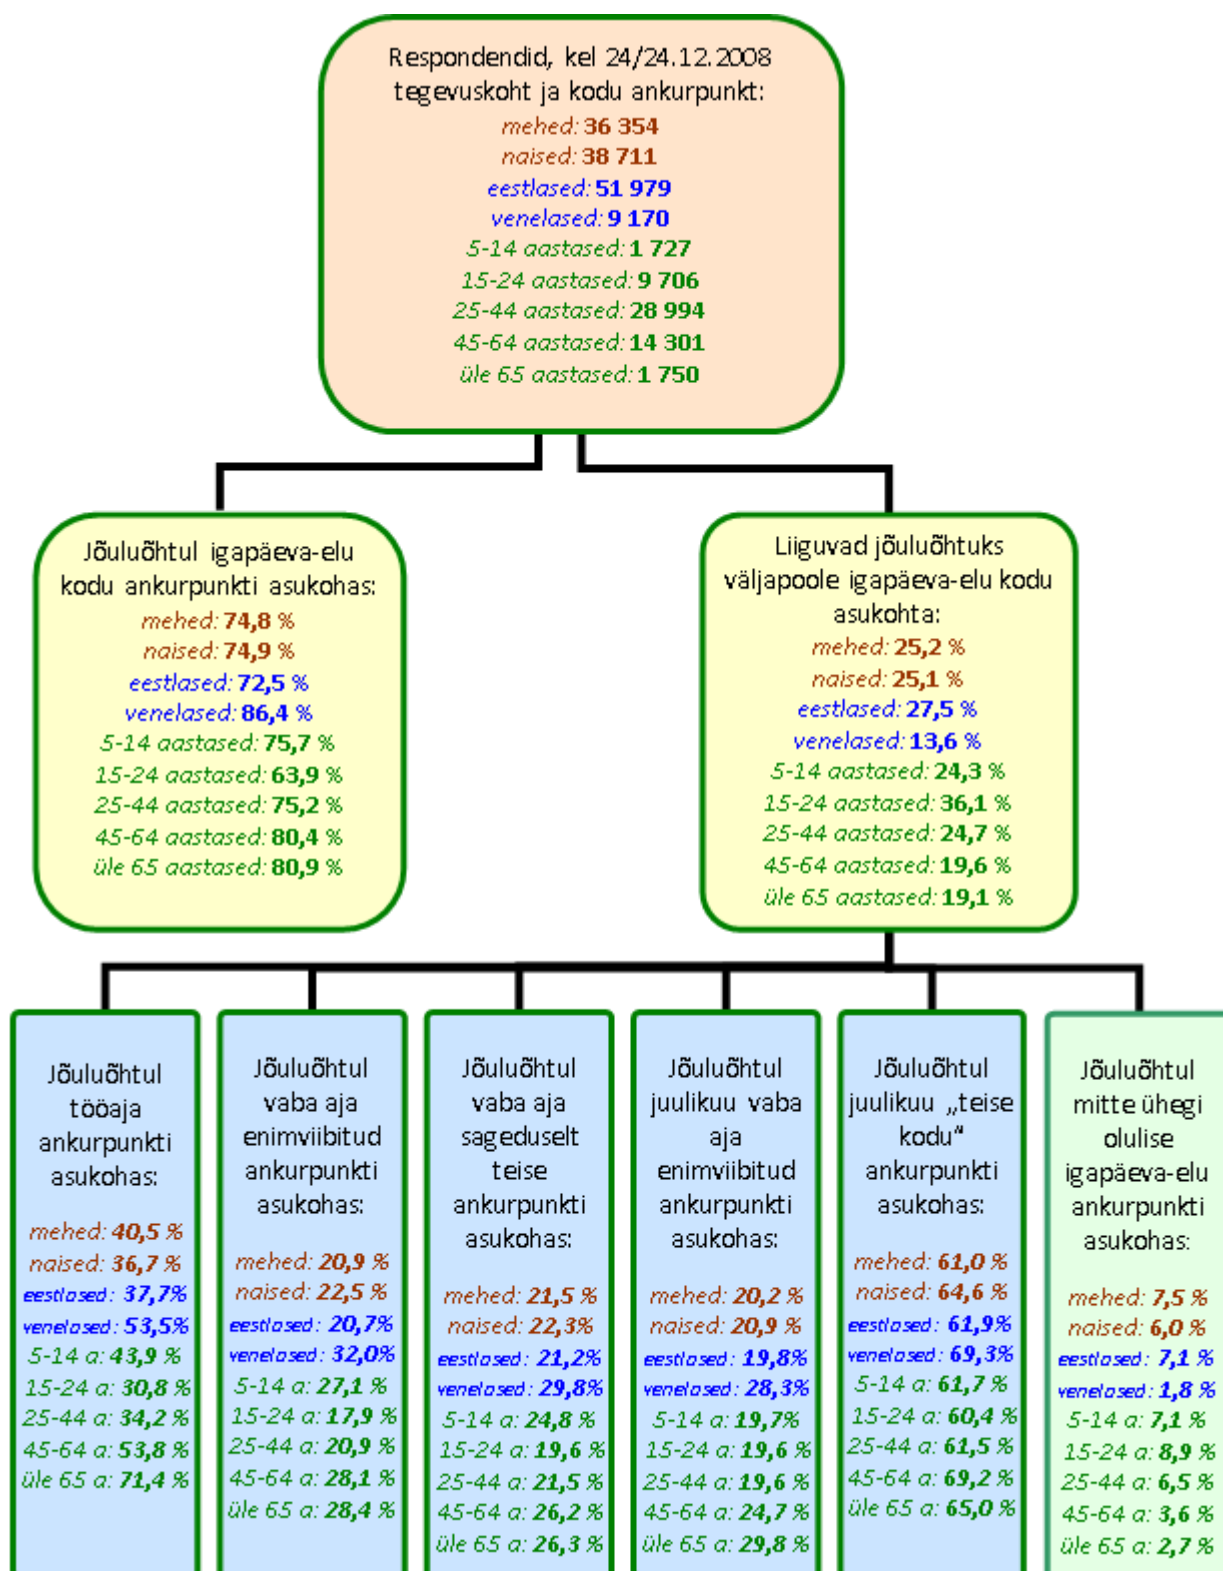 Respondendid, kel 24/24.12.2008
tegevuskoht ja kodu ankurpunkt:
mehed: 36 354
naised: 38 711
eestlased: 51 979
venelased: 9 170
5-14 aastased: 1 727
15-24 aastased: 9 706
25-44 aastased: 28 994
45-64 aastased: 14 301
üle 65 aastased: 1 750
Jõuluõhtul igapäeva-elu
kodu ankurpunkti asukohas:
mehed: 74,8 %
naised: 74,9 %
eestlased: 72,5 %
venelased: 86,4 %
5-14 aastased: 75,7 %
15-24 aastased: 63,9 %
25-44 aastased: 75,2 %
45-64 aastased: 80,4 %
üle 65 aastased: 80,9 %
Liiguvad jõuluõhtuks
väljapoole igapäeva-elu kodu
asukohta:
mehed: 25,2 %
naised: 25,1 %
eestlased: 27,5 %
venelased: 13,6 %
5-14 aastased: 24,3 %
15-24 aastased: 36,1 %
25-44 aastased: 24,7 %
45-64 aastased: 19,6 %
üle 65 aastased: 19,1 %
Jõuluõhtul
tööaja
ankurpunkti
asukohas:
mehed: 40,5 %
naised: 36,7 %
eestlased: 37,7%
venelased: 53,5%
5-14 a: 43,9 %
15-24 a: 30,8 %
25-44 a: 34,2 %
45-64 a: 53,8 %
üle 65 a: 71,4 %
Jõuluõhtul
vaba aja
enimviibitud
ankurpunkti
asukohas:
mehed: 20,9 %
naised: 22,5 %
eestlased: 20,7%
venelased: 32,0%
5-14 a: 27,1 %
15-24 a: 17,9 %
25-44 a: 20,9 %
45-64 a: 28,1 %
üle 65 a: 28,4 %
Jõuluõhtul
vaba aja
sageduselt
teise
ankurpunkti
asukohas:
mehed: 21,5 %
naised: 22,3%
eestlased: 21,2%
venelased: 29,8%
5-14 a: 24,8 %
15-24 a: 19,6 %
25-44 a: 21,5 %
45-64 a: 26,2 %
üle 65 a: 26,3 %
Jõuluõhtul
juulikuu vaba
aja
enimviibitud
ankurpunkti
asukohas:
mehed: 20,2 %
naised: 20,9 %
eestlased: 19,8%
venelased: 28,3%
5-14 a: 19,7%
15-24 a: 19,6 %
25-44 a: 19,6 %
45-64 a: 24,7 %
üle 65 a: 29,8 %
Jõuluõhtul
juulikuu „teise
kodu“
ankurpunkti
asukohas:
mehed: 61,0 %
naised: 64,6 %
eestlased: 61,9%
venelased: 69,3%
5-14 a: 61,7 %
15-24 a: 60,4 %
25-44 a: 61,5 %
45-64 a: 69,2 %
üle 65 a: 65,0 %
Jõuluõhtul
mitte ühegi
olulise
igapäeva-elu
ankurpunkti
asukohas:
mehed: 7,5 %
naised: 6,0 %
eestlased: 7,1 %
venelased: 1,8 %
5-14 a: 7,1 %
15-24 a: 8,9 %
25-44 a: 6,5 %
45-64 a: 3,6 %
üle 65 a: 2,7 %